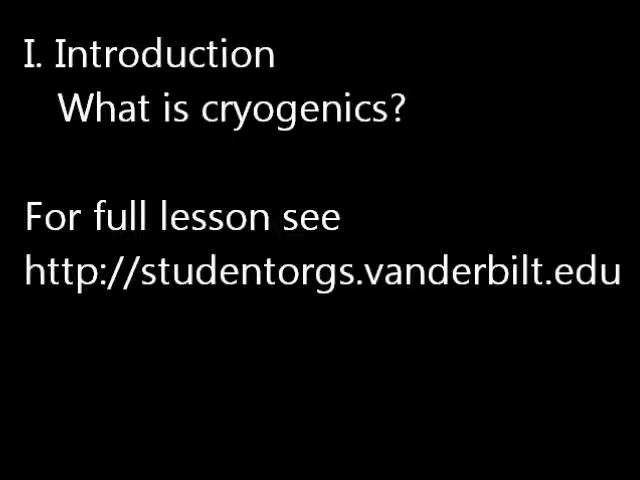 I. Introduction
What is cryogenics?
For full lesson see
http://studentorgs.vanderbilt.edu